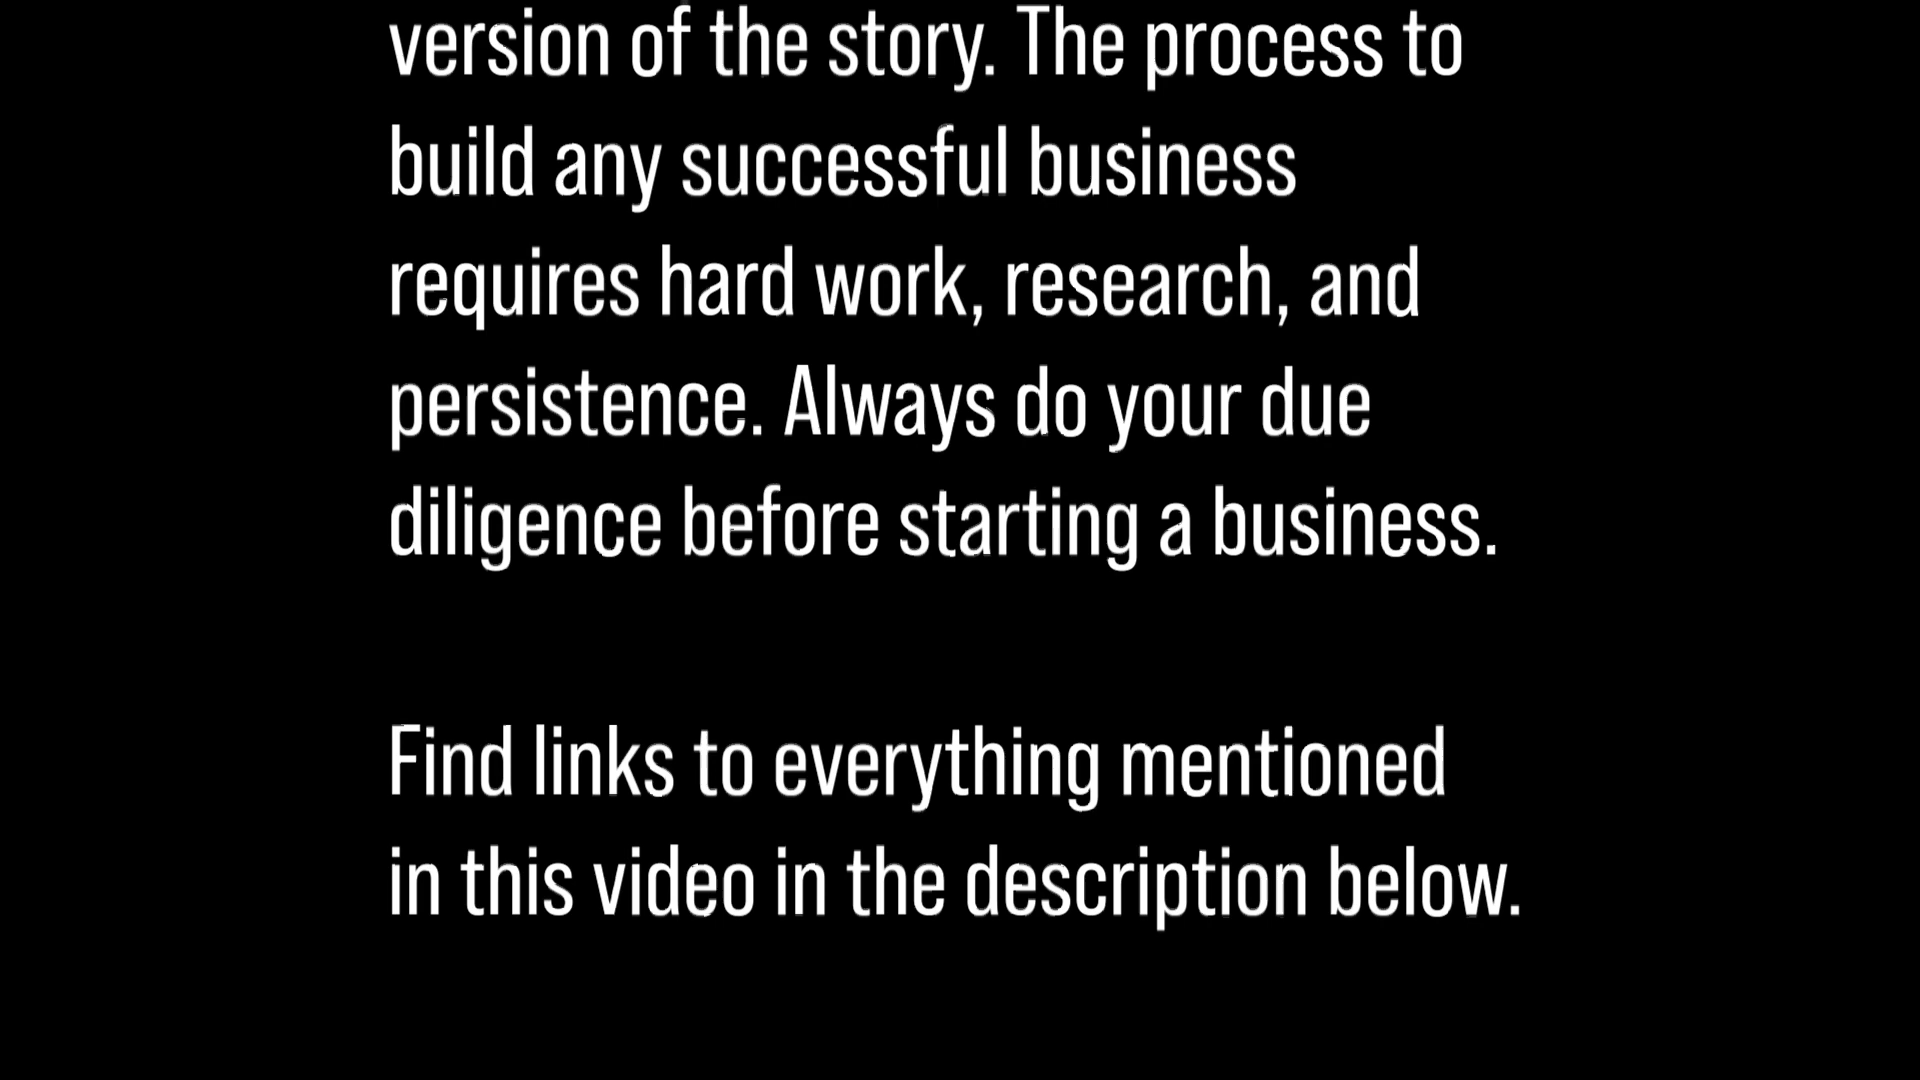 version of the story. The process to
build any successful business
requires hard work, research, and
persistence. Always do your due
diligence before starting a business.
Find links to everything mentioned
in this video in the description below.